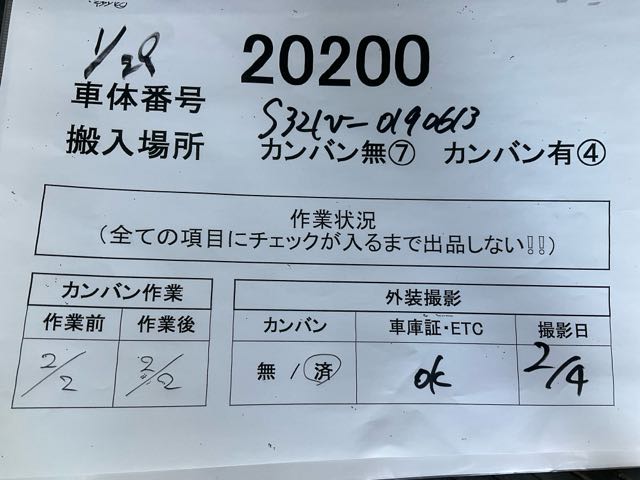 1/29
20200
車体番号 S321V-0190613
搬入場所 カンバン無⑦ カンバン有④
作業状況
(全ての項目にチェックが入るまで出品しない!!)
カンバン作業
作業前 作業後
2/2 2/2
外装撮影
カンバン 車庫証・ETC 撮影日
無 / 済 ok 2/4